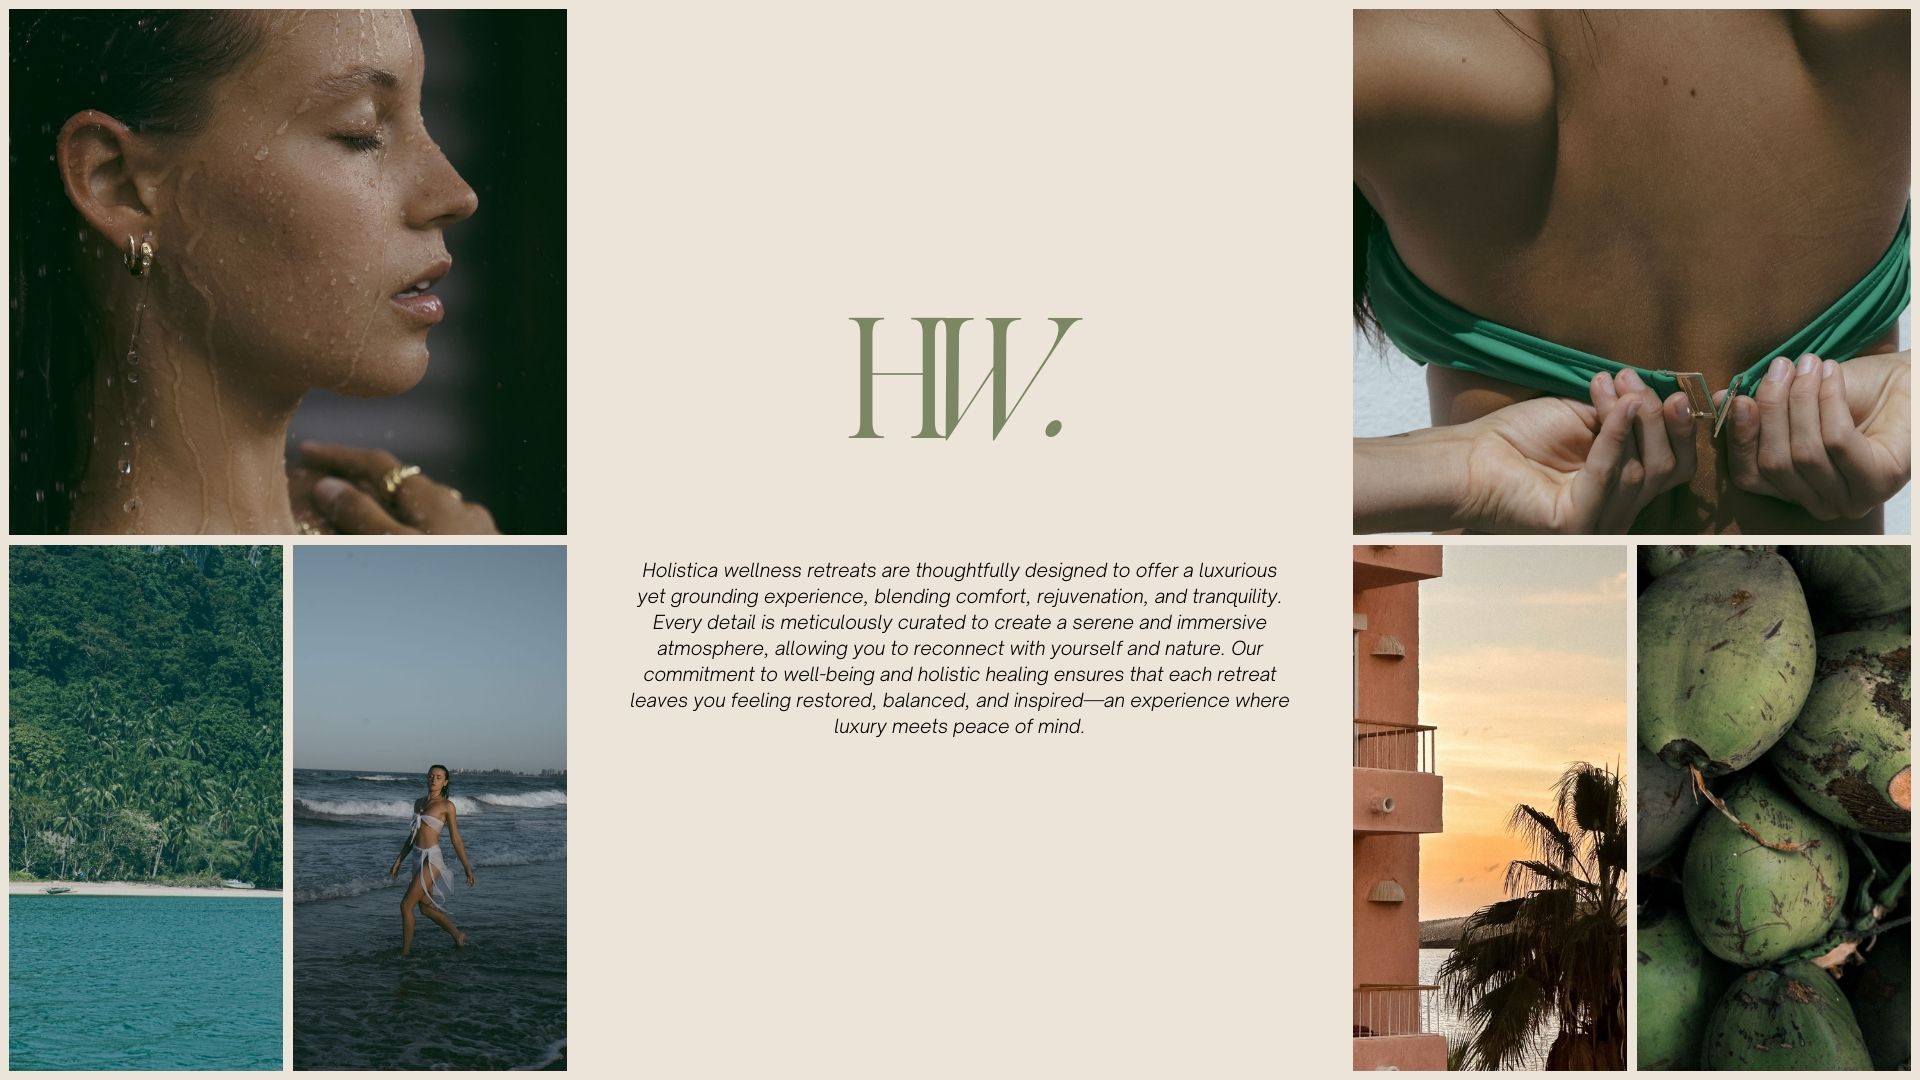 HW.
Holistica wellness retreats are thoughtfully designed to offer a luxurious
yet grounding experience, blending comfort, rejuvenation, and tranquility.
Every detail is meticulously curated to create a serene and immersive
atmosphere, allowing you to reconnect with yourself and nature. Our
commitment to well-being and holistic healing ensures that each retreat
leaves you feeling restored, balanced, and inspired—an experience where
luxury meets peace of mind.